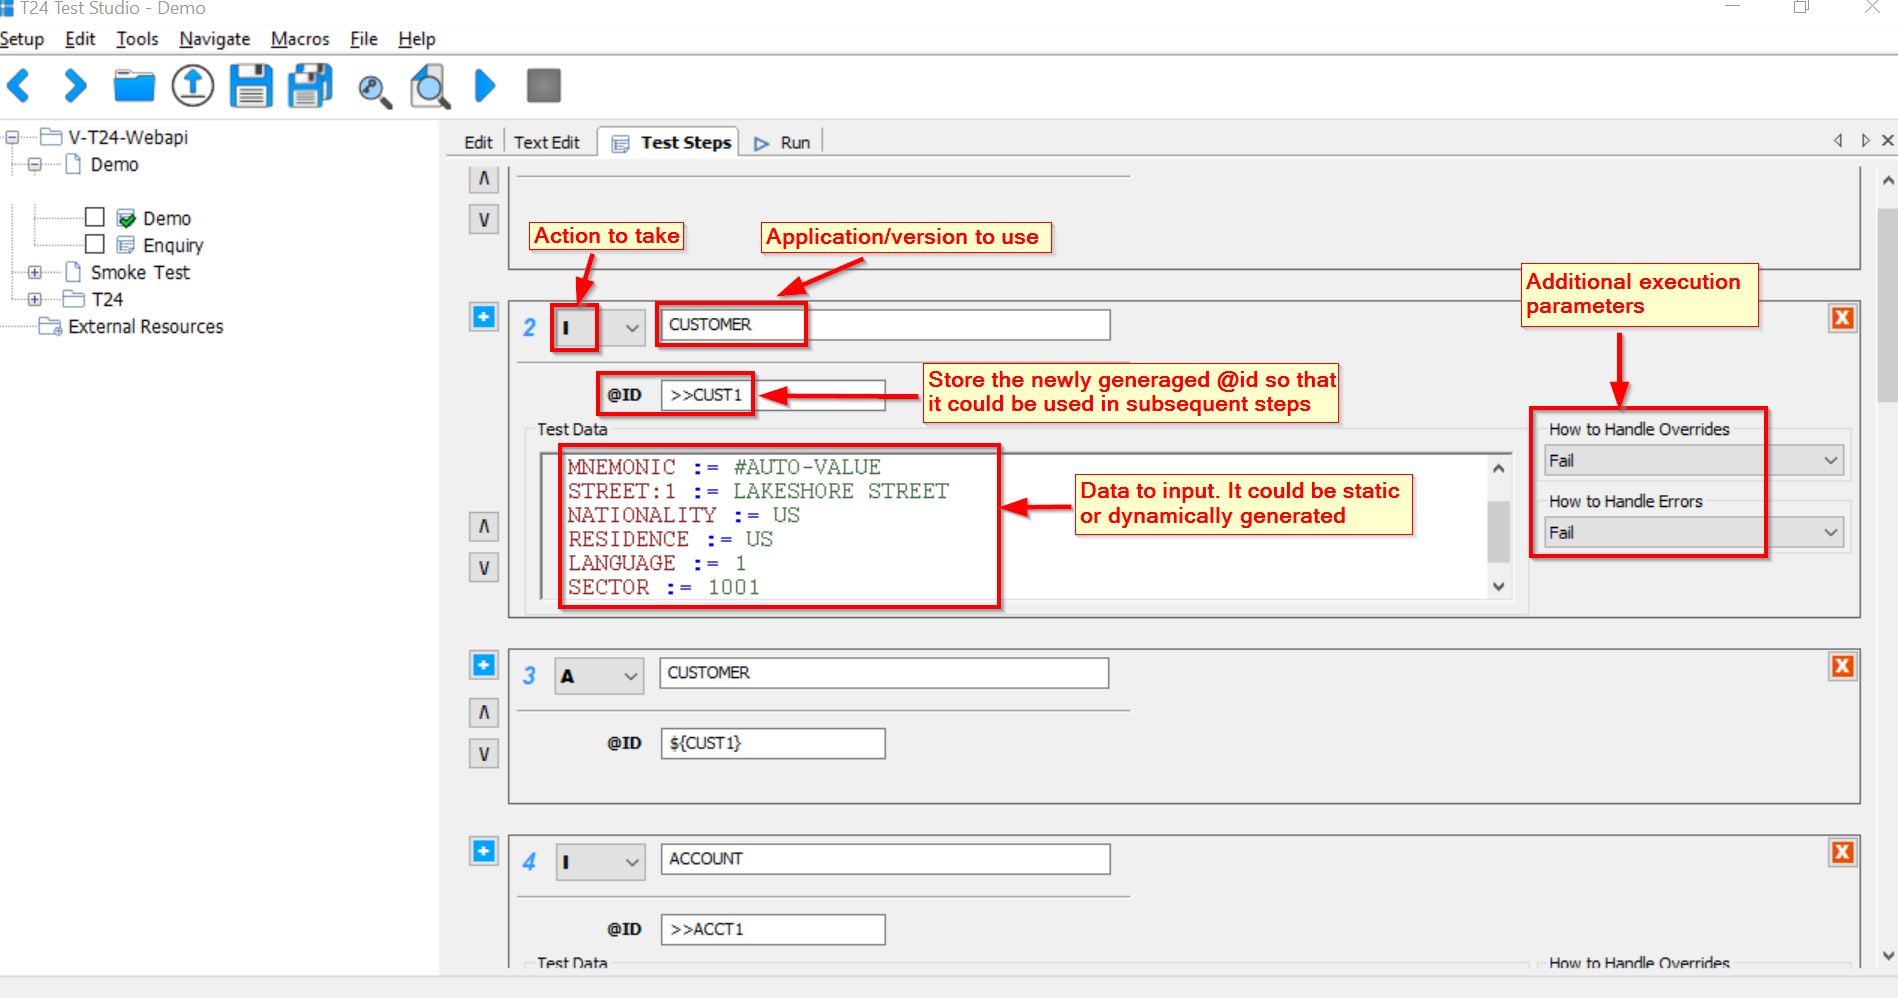 T24 Test Studio - Demo
Setup Edit Tools Navigate Macros File Help
V-T24-Webapi
Demo
Demo
Enquiry
Smoke Test
T24
External Resources
Edit Text Edit Test Steps Run
Action to take
Application/version to use
Additional execution
parameters
2 I CUSTOMER X
@ID >>CUST1
Store the newly generaged @id so that
it could be used in subsequent steps
Test Data
MNEMONIC := #AUTO-VALUE
STREET:1 := LAKESHORE STREET
NATIONALITY := US
RESIDENCE := US
LANGUAGE := 1
SECTOR := 1001
Data to input. It could be static
or dynamically generated
How to Handle Overrides
Fail
How to Handle Errors
Fail
3 A CUSTOMER X
@ID ${CUST1}
4 I ACCOUNT X
@ID >>ACCT1
Test Data
How to Handle Overrides